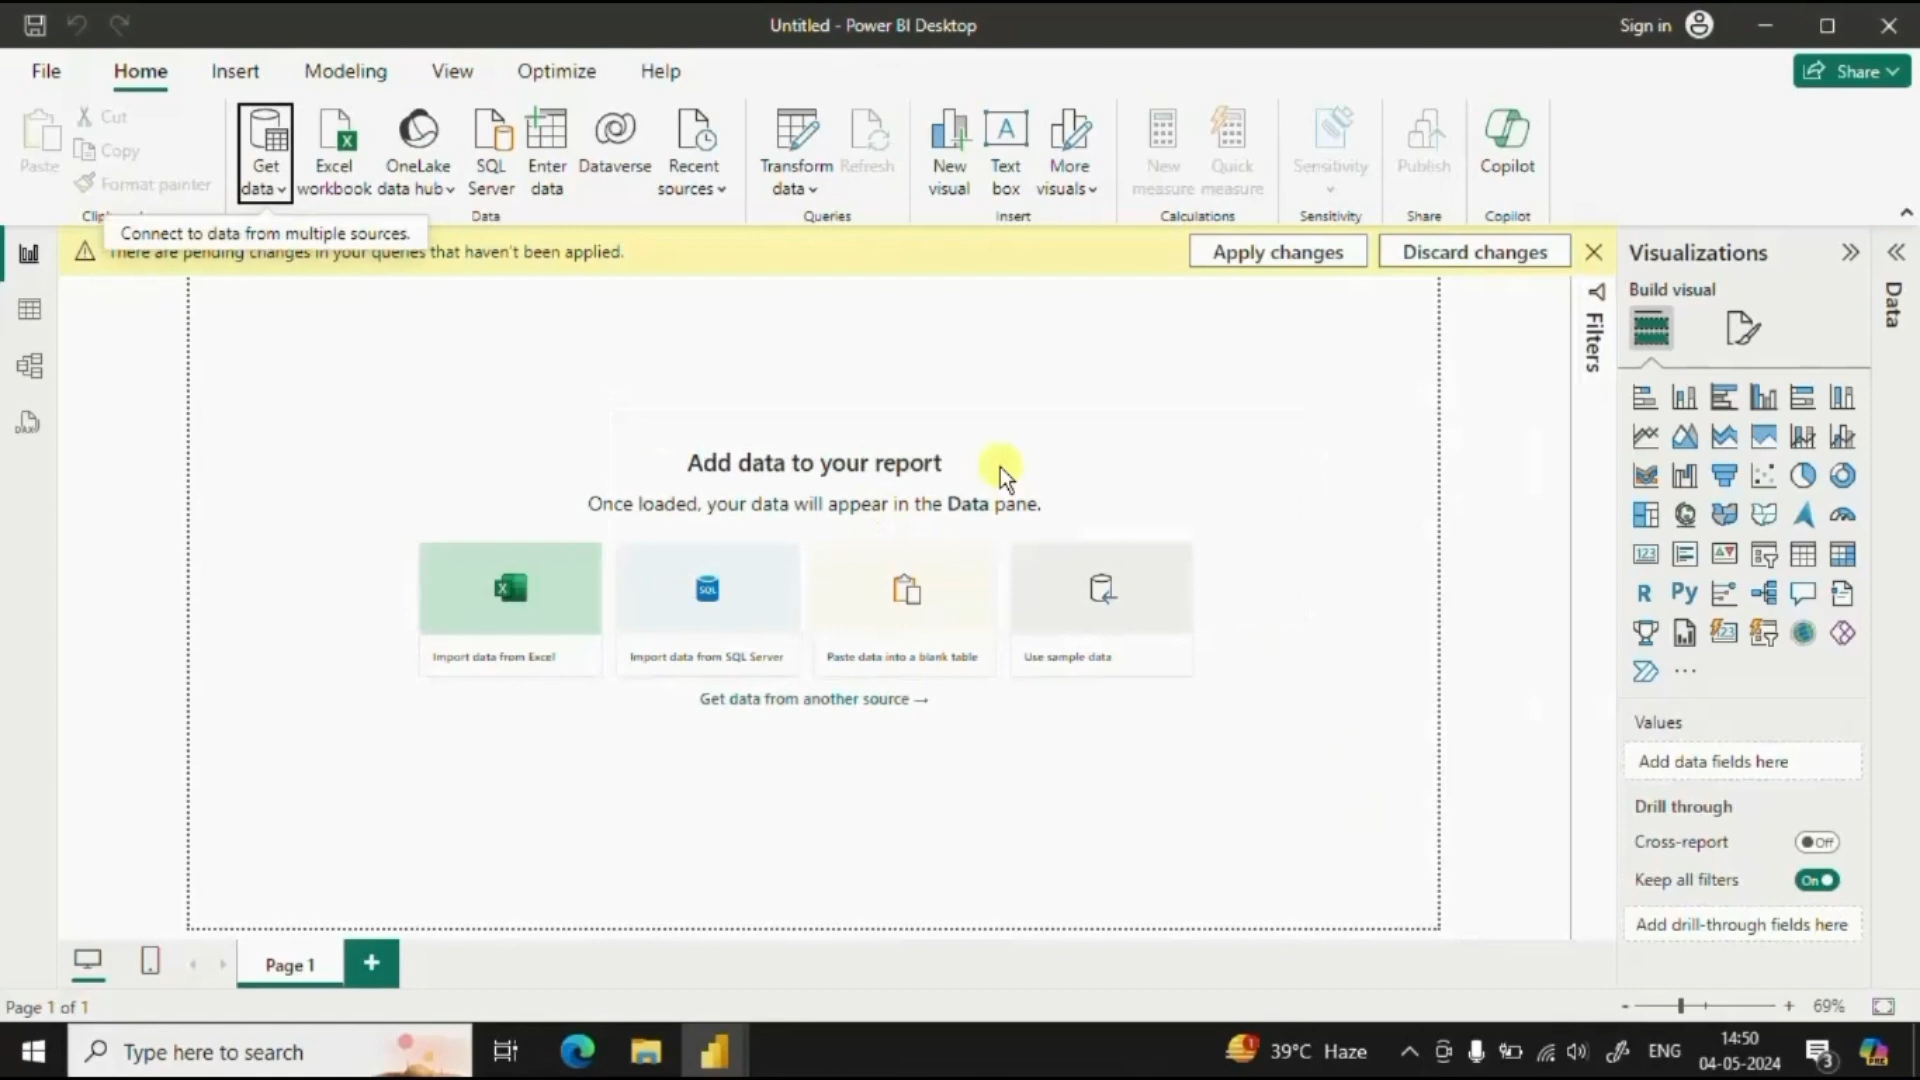 Untitled - Power BI Desktop
Sign in
File
Home
Insert
Modeling
View
Optimize
Help
Share
Paste
Cut
Copy
Format painter
Get data
Excel workbook
OneLake data hub
SQL Server
Enter data
Dataverse
Recent sources
Data
Transform data
Refresh
Queries
New visual
Text box
More visuals
Insert
New measure
Quick measure
Calculations
Sensitivity
Sensitivity
Publish
Share
Copilot
Copilot
Connect to data from multiple sources.
There are pending changes in your queries that haven't been applied.
Apply changes
Discard changes
Filters
Visualizations
Build visual
Data
Add data to your report
Once loaded, your data will appear in the Data pane.
SQL
Import data from Excel
Import data from SQL Server
Paste data into a blank table
Use sample data
Get data from another source →
DAX
123
R
Py
123
Values
Add data fields here
Drill through
Cross-report
Off
Keep all filters
On
Add drill-through fields here
Page 1
+
Page 1 of 1
-
+
69%
Type here to search
1
39°C Haze
ENG
14:50
04-05-2024
3
PRE